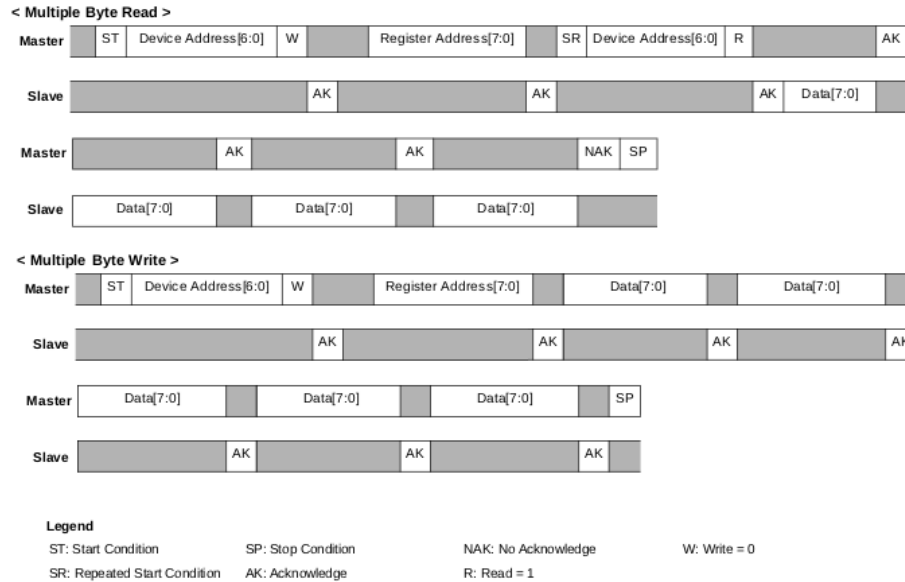 < Multiple Byte Read >
Master ST Device Address[6:0] W Register Address[7:0] SR Device Address[6:0] R AK
Slave AK AK AK Data[7:0]
Master AK AK NAK SP
Slave Data[7:0] Data[7:0] Data[7:0]
< Multiple Byte Write >
Master ST Device Address[6:0] W Register Address[7:0] Data[7:0] Data[7:0]
Slave AK AK AK AK
Master Data[7:0] Data[7:0] Data[7:0] SP
Slave AK AK AK
Legend
ST: Start Condition SP: Stop Condition NAK: No Acknowledge W: Write = 0
SR: Repeated Start Condition AK: Acknowledge R: Read = 1